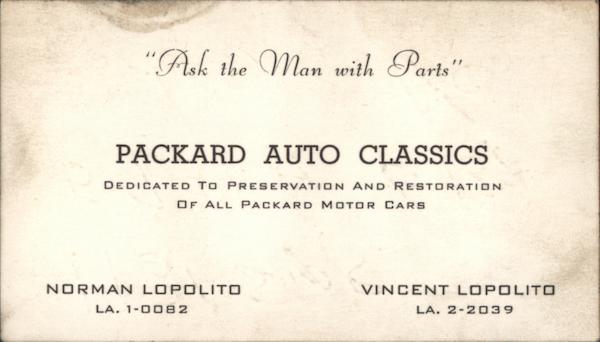 "Ask the Man with Parts"
PACKARD AUTO CLASSICS
DEDICATED TO PRESERVATION AND RESTORATION
OF ALL PACKARD MOTOR CARS
NORMAN LOPOLITO
LA. 1-0082
VINCENT LOPOLITO
LA. 2-2039